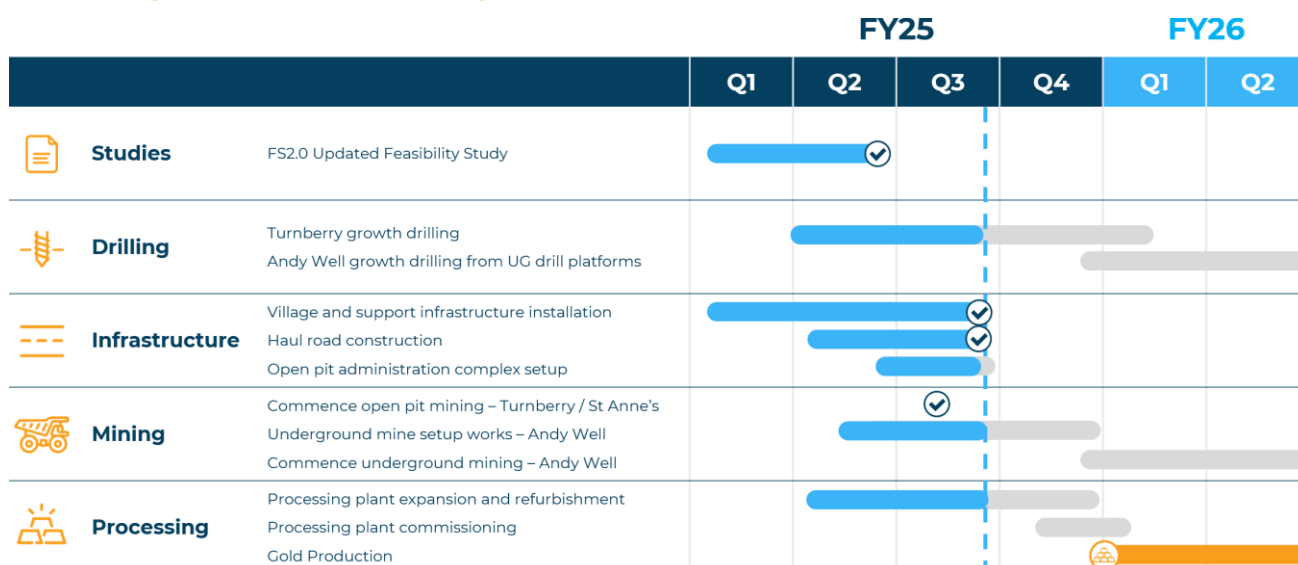 FY25 FY26
Q1 Q2 Q3 Q4 Q1 Q2
Studies FS2.0 Updated Feasibility Study
Turnberry growth drilling
Drilling
Andy Well growth drilling from UG drill platforms
Village and support infrastructure installation
Infrastructure Haul road construction
Open pit administration complex setup
Commence open pit mining – Turnberry / St Anne's
Mining Underground mine setup works – Andy Well
Commence underground mining – Andy Well
Processing plant expansion and refurbishment
Processing Processing plant commissioning
Gold Production